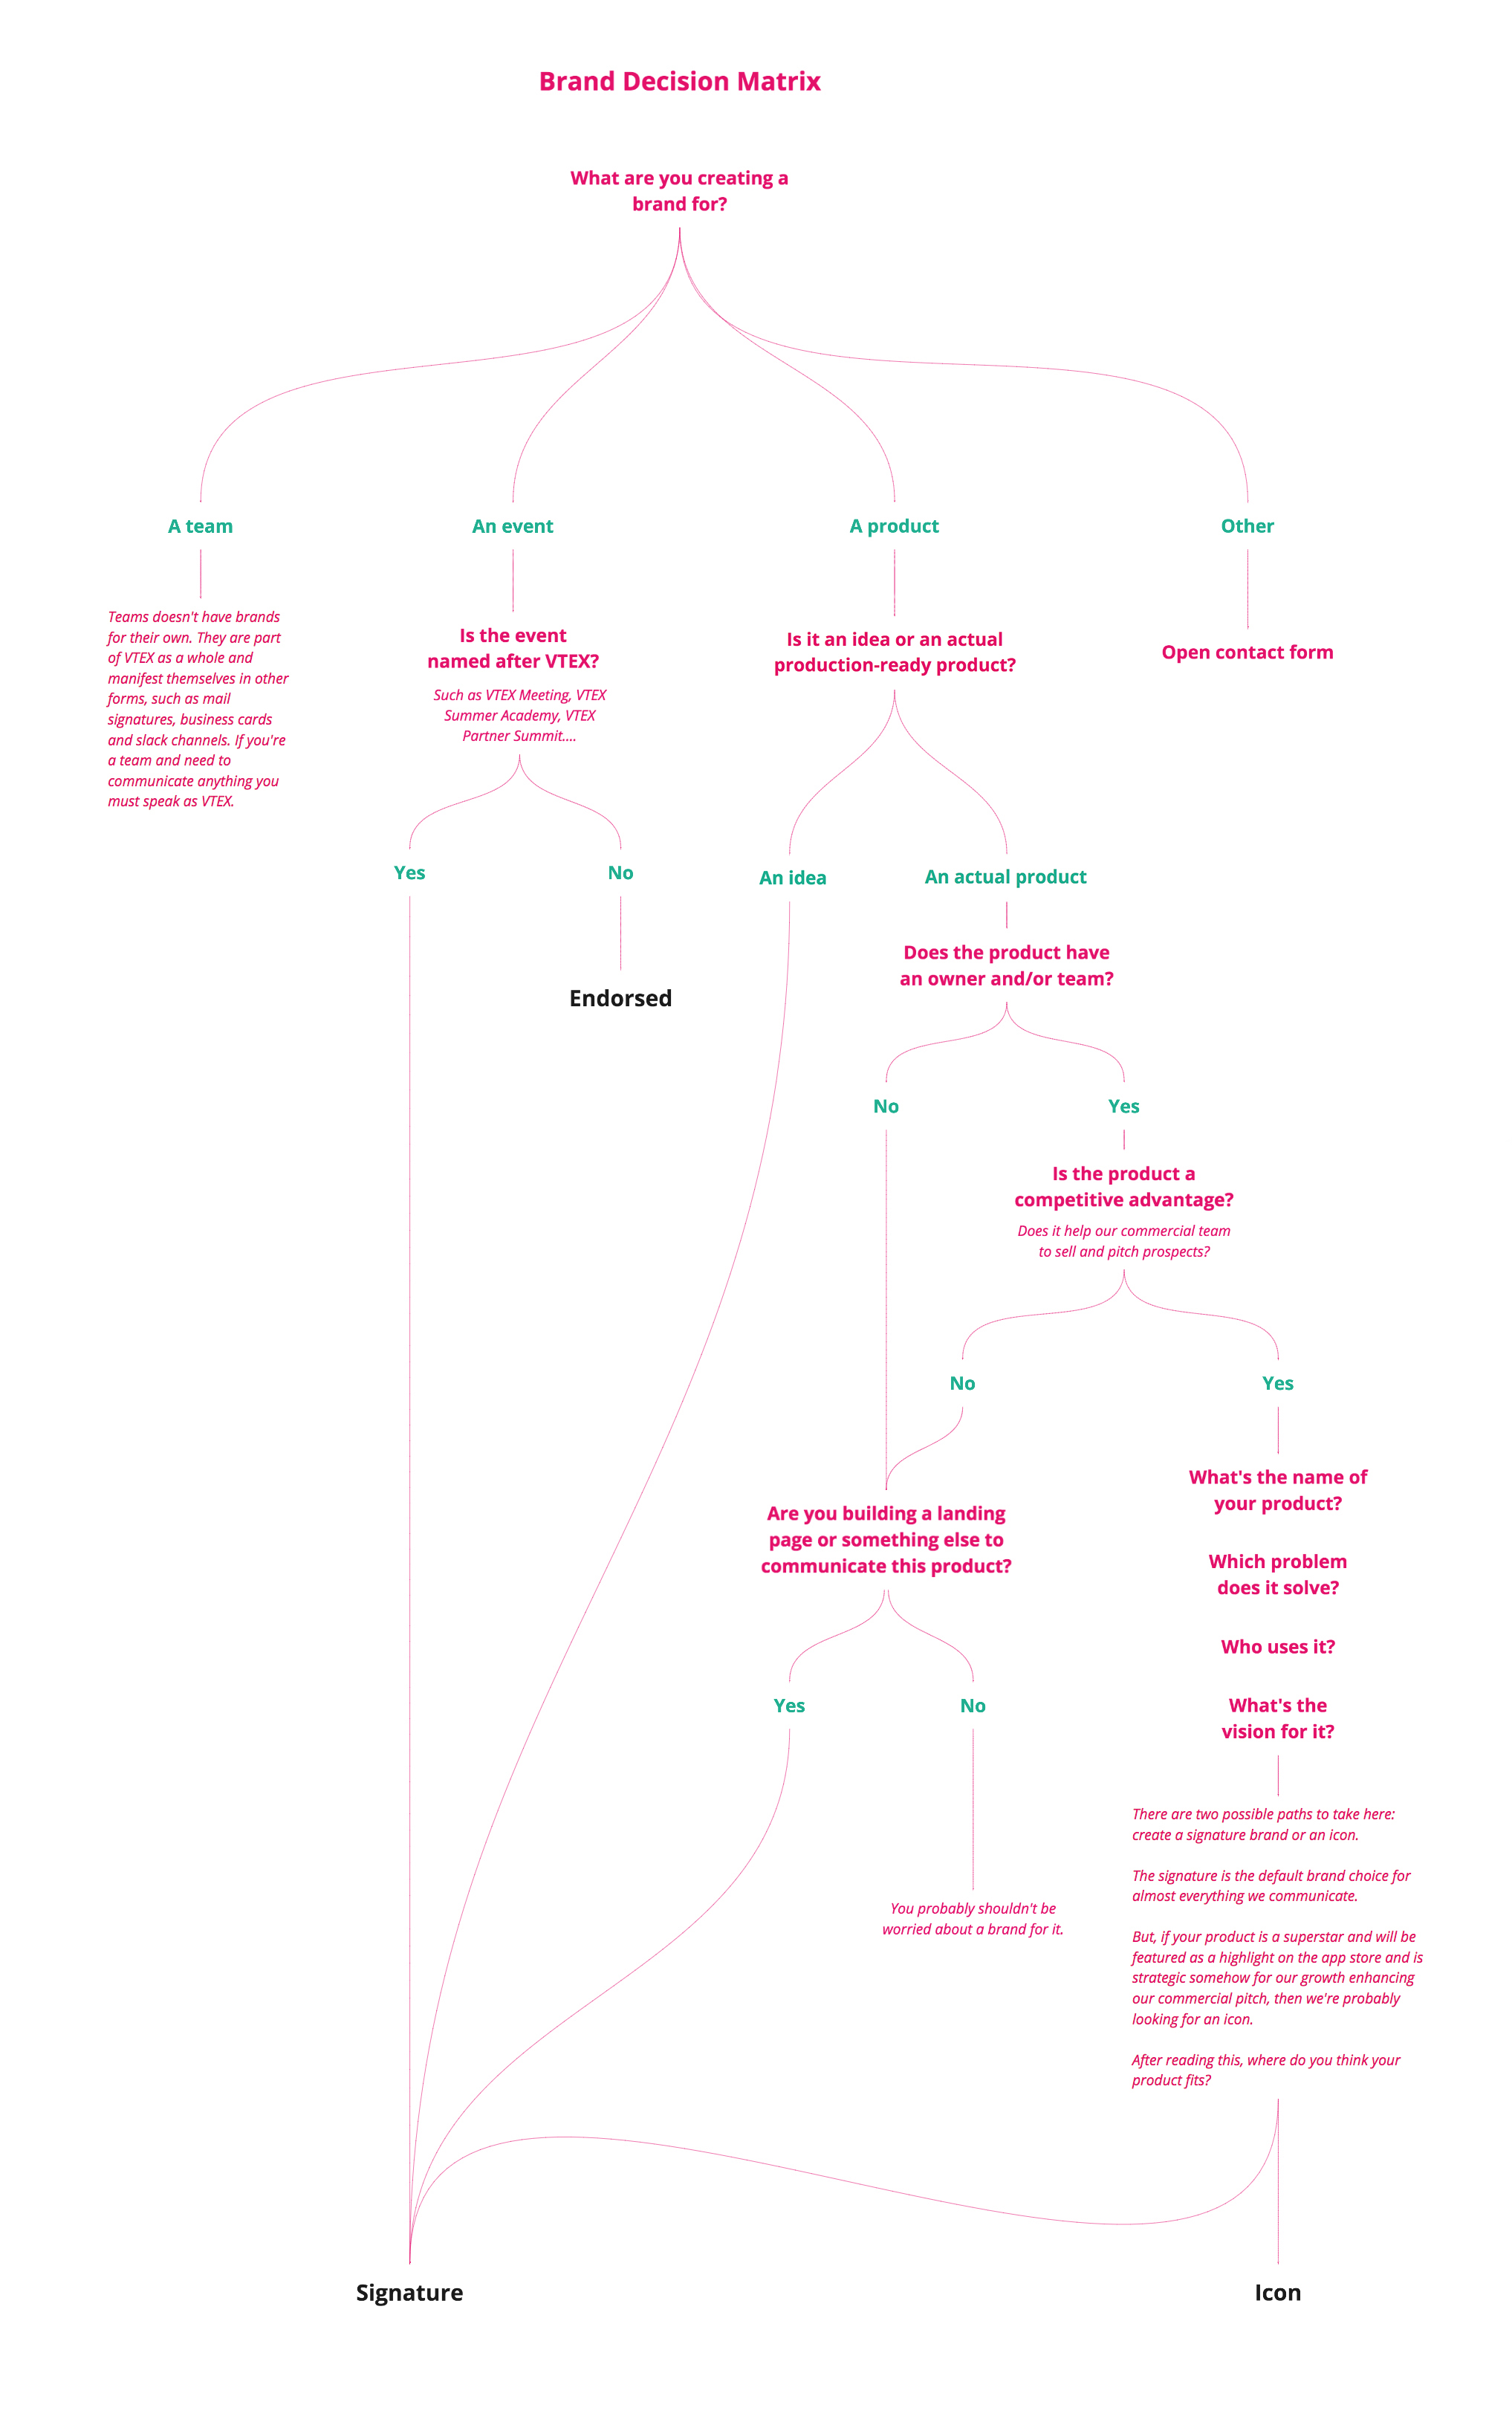 Brand Decision Matrix
What are you creating a
brand for?
A team
An event
A product
Other
Teams doesn't have brands
for their own. They are part
of VTEX as a whole and
manifest themselves in other
forms, such as mail
signatures, business cards
and slack channels. If you're
a team and need to
communicate anything you
must speak as VTEX.
Is the event
named after VTEX?
Such as VTEX Meeting, VTEX
Summer Academy, VTEX
Partner Summit....
Is it an idea or an actual
production-ready product?
Open contact form
Yes
No
An idea
An actual product
Endorsed
Does the product have
an owner and/or team?
No
Yes
Is the product a
competitive advantage?
Does it help our commercial team
to sell and pitch prospects?
No
Yes
Are you building a landing
page or something else to
communicate this product?
What's the name of
your product?
Which problem
does it solve?
Who uses it?
What's the
vision for it?
Yes
No
You probably shouldn't be
worried about a brand for it.
There are two possible paths to take here:
create a signature brand or an icon.
The signature is the default brand choice for
almost everything we communicate.
But, if your product is a superstar and will be
featured as a highlight on the app store and is
strategic somehow for our growth enhancing
our commercial pitch, then we're probably
looking for an icon.
After reading this, where do you think your
product fits?
Signature
Icon